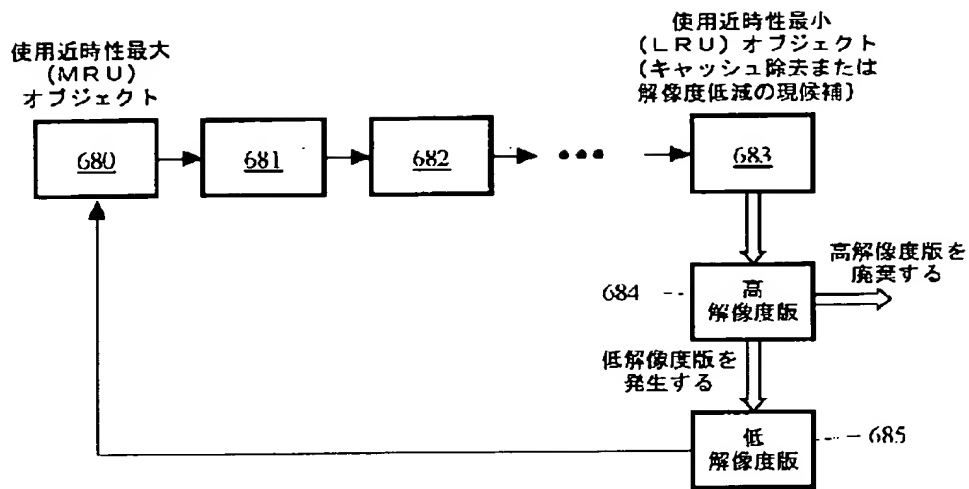 使用近時性最大
(MRU)
オブジェクト
使用近時性最小
(LRU)オブジェクト
(キャッシュ除去または
解像度低減の現候補)
680
681
682
•••
683
684
高
解像度版
高解像度版を
廃棄する
低解像度版を
発生する
低
解像度版
685